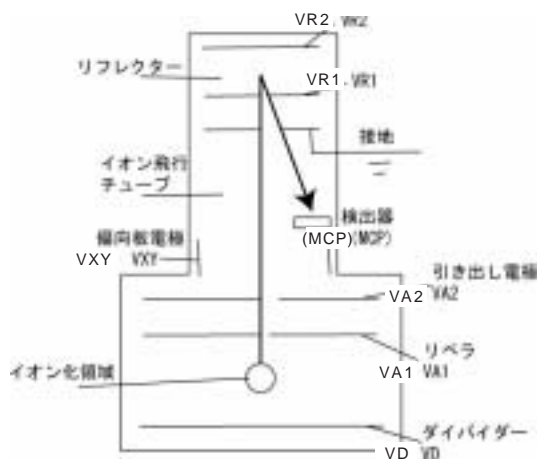 VR2, VR2
リフレクター
VR1, VR1
接地
イオン飛行
チューブ
検出器
(MCP)(MCP)
偏向板電極
VXY VXY
引き出し電極
VA2 VA2
リペラ
VA1 VA1
イオン化領域
ダイバイダー
VD VD